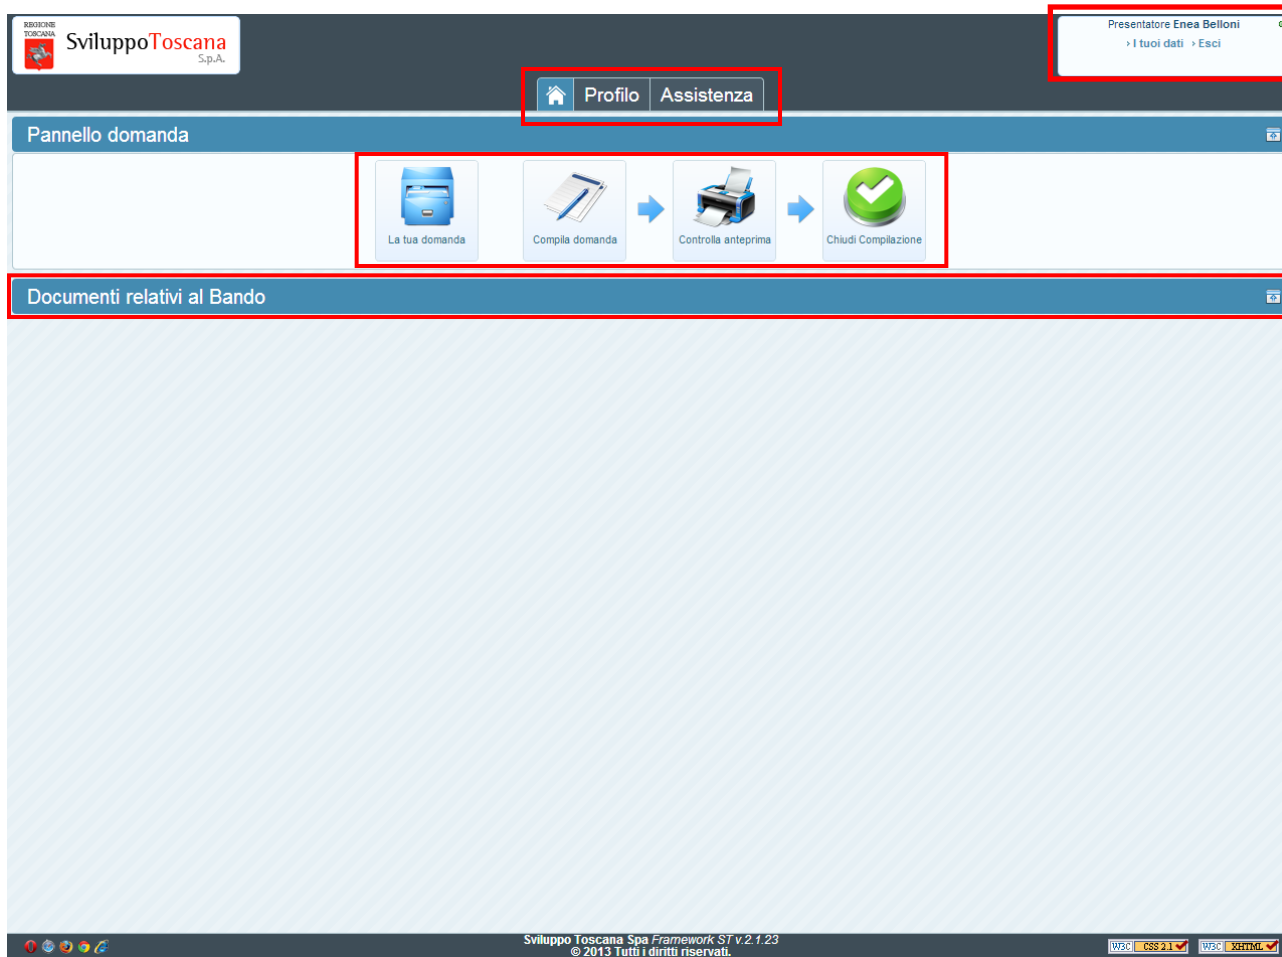 REGIONE
TOSCANA
SviluppoToscana
S.p.A.
Presentatore Enea Belloni
› I tuoi dati › Esci
Profilo Assistenza
Pannello domanda
La tua domanda
Compila domanda
Controlla anteprima
Chiudi Compilazione
Documenti relativi al Bando
Sviluppo Toscana Spa Framework ST v.2.1.23
© 2013 Tutti i diritti riservati.
W3C CSS 2.1
W3C XHTML